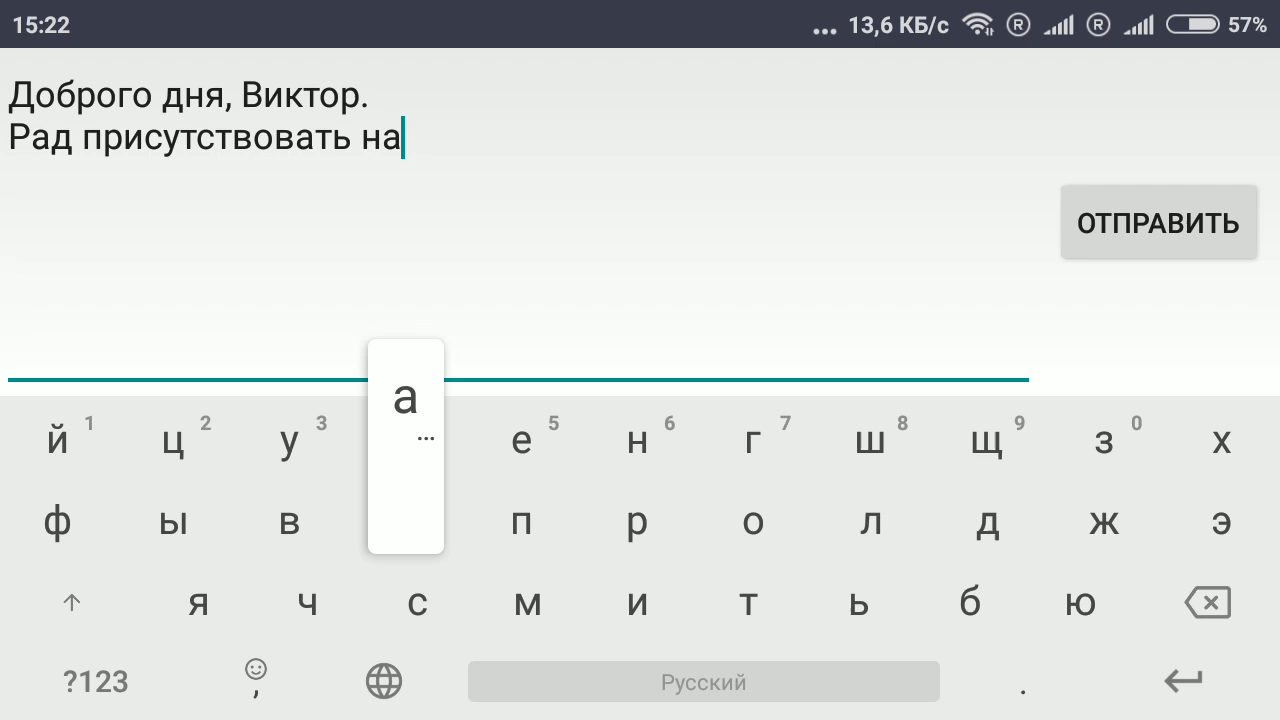 15:22 ... 13,6 КБ/с R R 57%
Доброго дня, Виктор.
Рад присутствовать на
ОТПРАВИТЬ
а
...
й 1 ц 2 у 3 е 5 н 6 г 7 ш 8 щ 9 з 0 х
ф ы в п р о л д ж э
я ч с м и т ь б ю
?123 , Русский .